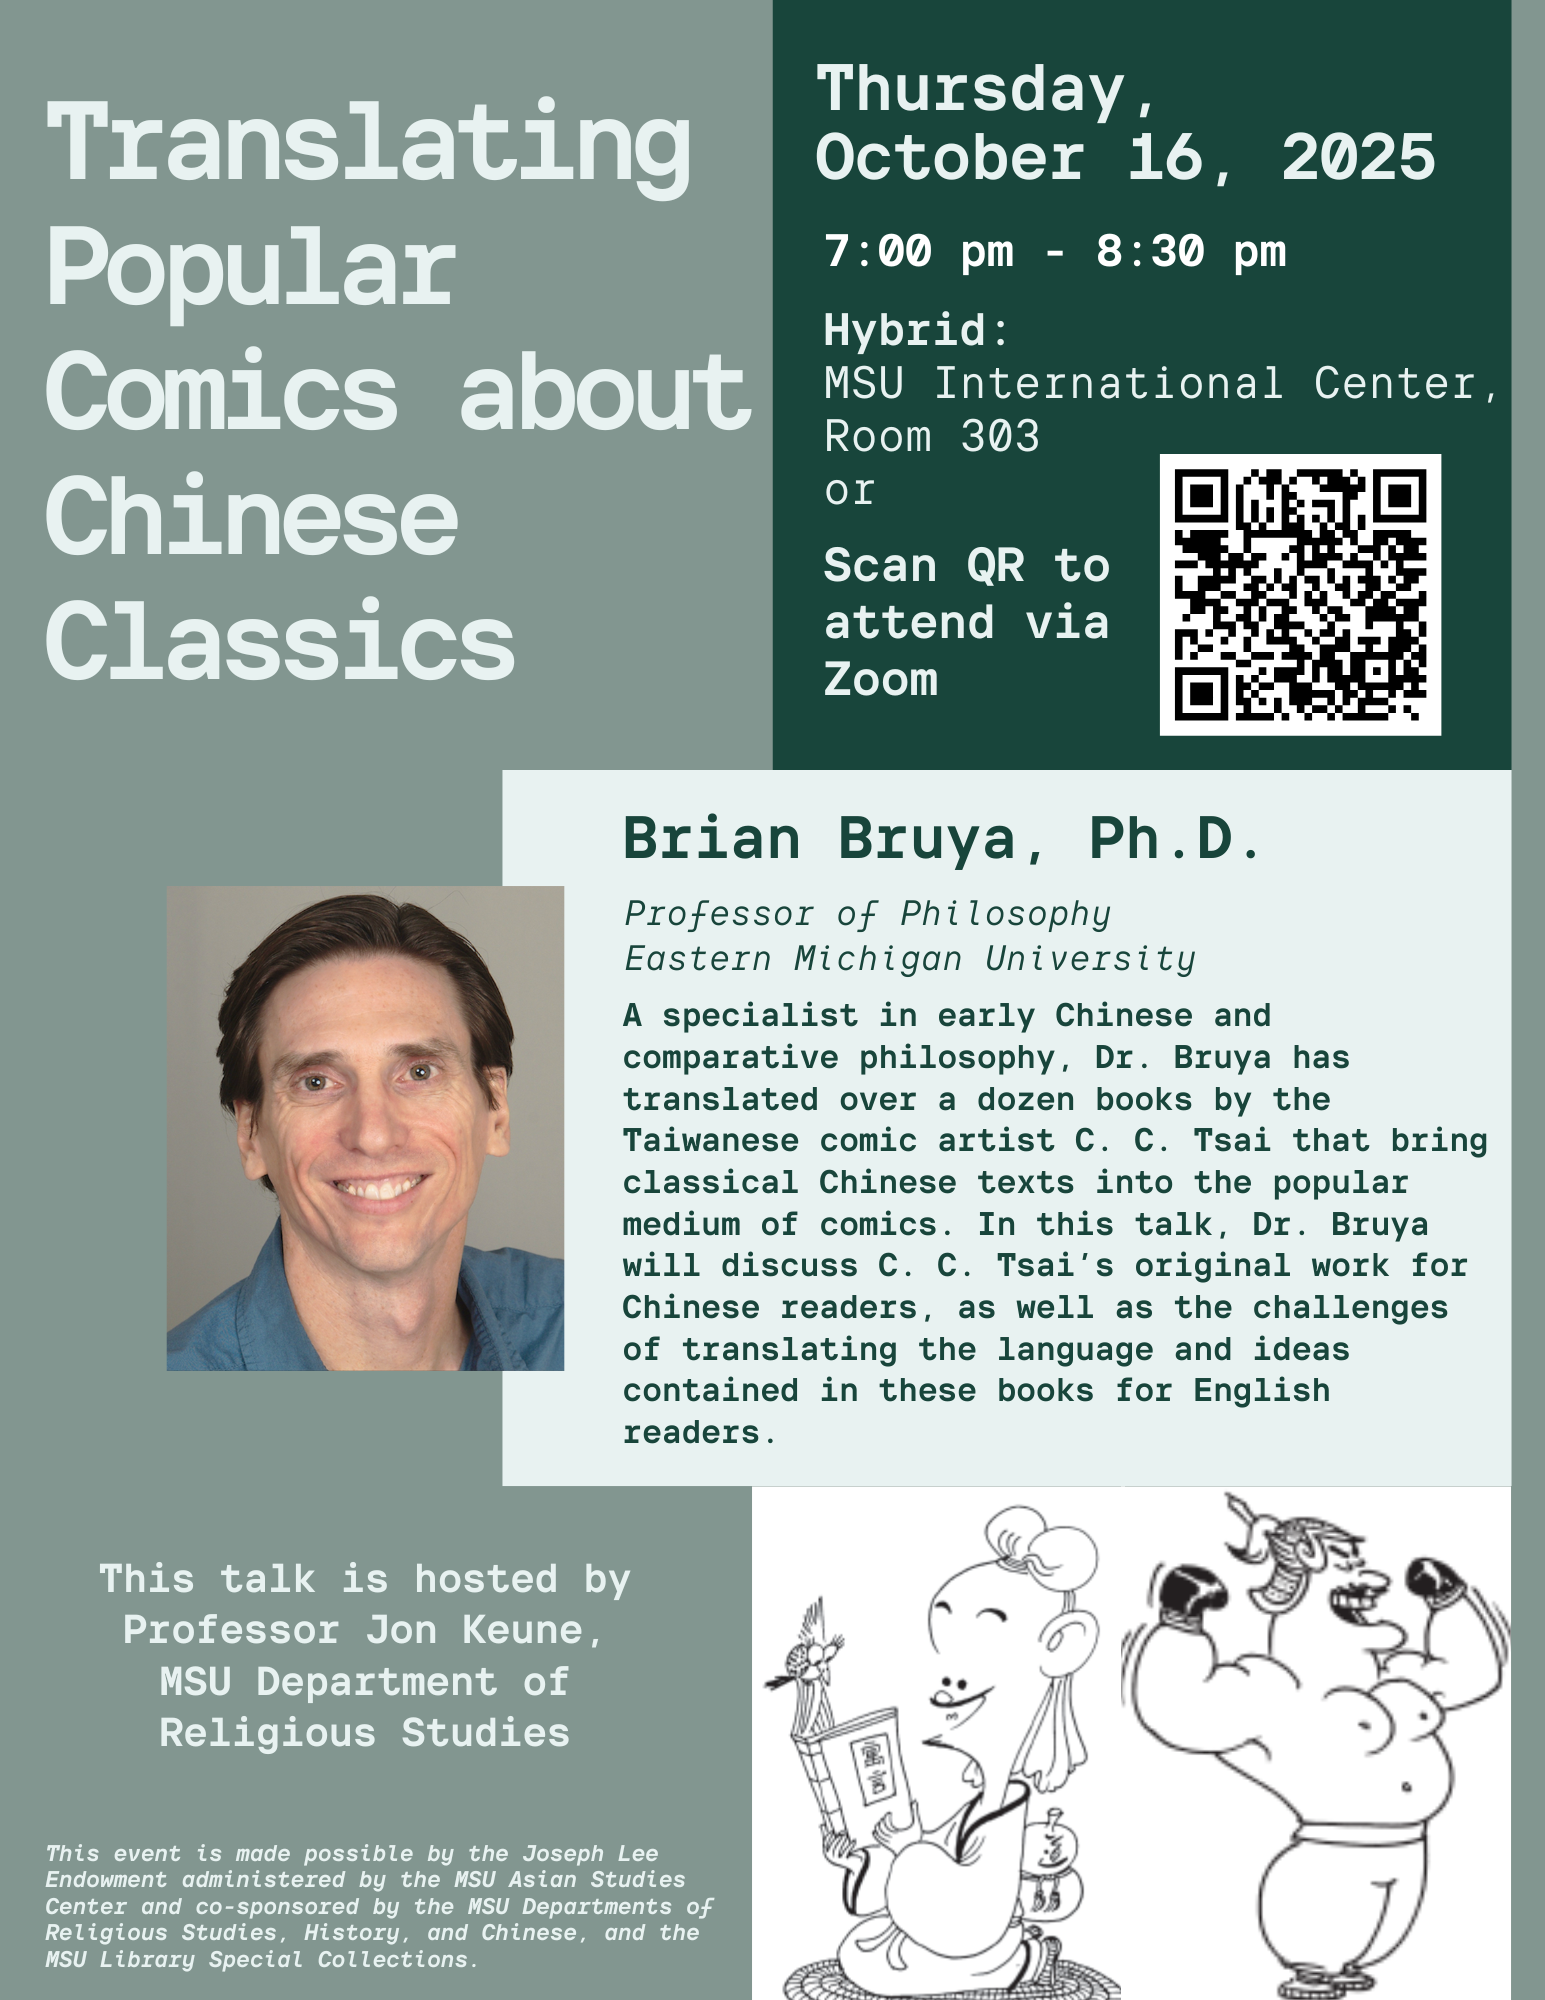 Translating
Popular
Comics about
Chinese
Classics
Thursday,
October 16, 2025
7:00 pm - 8:30 pm
Hybrid:
MSU International Center,
Room 303
or
Scan QR to
attend via
Zoom
Brian Bruya, Ph.D.
Professor of Philosophy
Eastern Michigan University
A specialist in early Chinese and
comparative philosophy, Dr. Bruya has
translated over a dozen books by the
Taiwanese comic artist C. C. Tsai that bring
classical Chinese texts into the popular
medium of comics. In this talk, Dr. Bruya
will discuss C. C. Tsai’s original work for
Chinese readers, as well as the challenges
of translating the language and ideas
contained in these books for English
readers.
This talk is hosted by
Professor Jon Keune,
MSU Department of
Religious Studies
This event is made possible by the Joseph Lee
Endowment administered by the MSU Asian Studies
Center and co-sponsored by the MSU Departments of
Religious Studies, History, and Chinese, and the
MSU Library Special Collections.